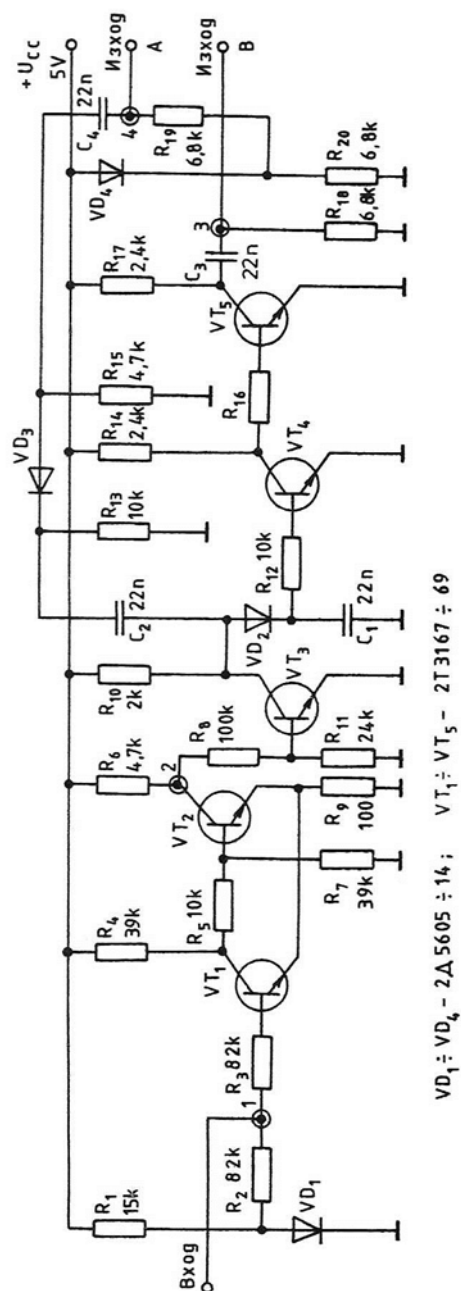 Вход
R1
15k
R2
82k
VD1
1
R3 82k
R4
39k
VT1
R5 10k
VT2
R7
39k
R6
4,7k
2
R8
100k
R9
100
R10
2k
VT3
R11
24k
C2
22n
VD2
C1
22n
R12
10k
R13
10k
VD3
VT4
R14
2,4k
R15
4,7k
R16
VT5
R17
2,4k
C3
22n
3
R18
6,8k
VD4
C4
22n
4
R19
6,8k
R20
6,8k
+ UCC
5V
Изход
A
Изход
B
VD1 ÷ VD4 – 2Д 5605 ÷ 14; VT1 ÷ VT5 – 2Т 3167 ÷ 69